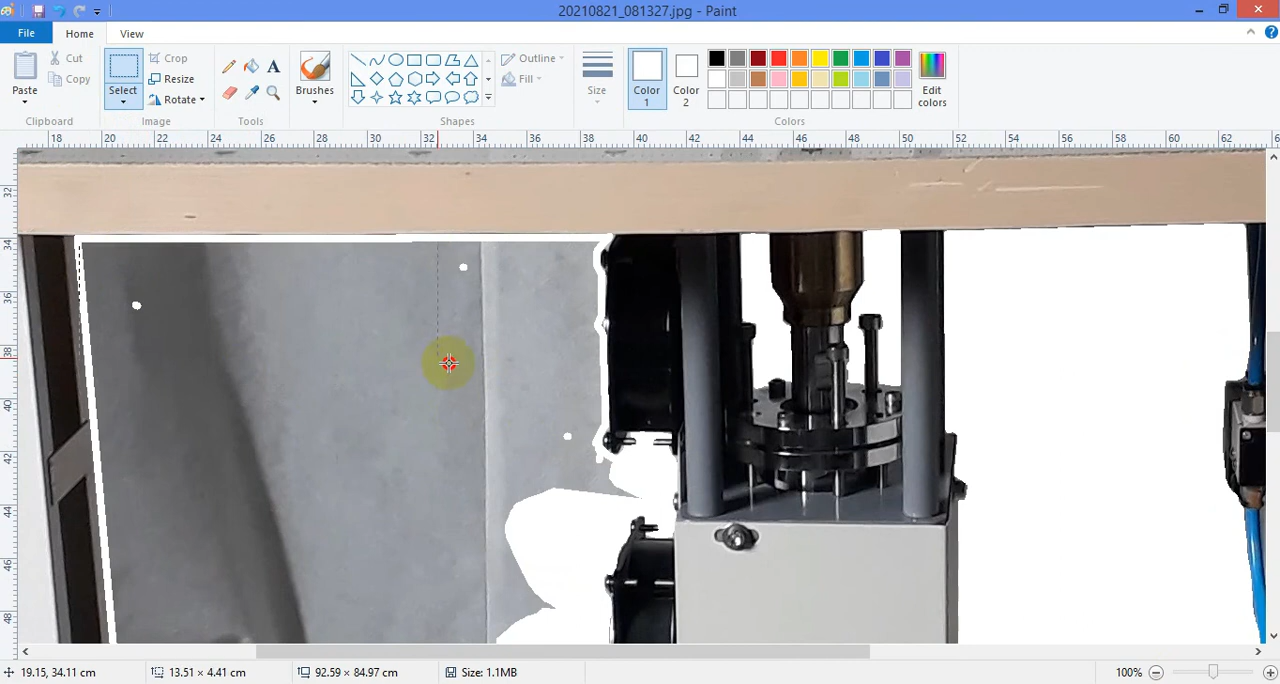 20210821_081327.jpg - Paint
File
Home
View
Paste
Cut
Copy
Clipboard
Select
Crop
Resize
Rotate
Image
A
Tools
Brushes
Outline
Fill
Shapes
Size
Color 1
Color 2
Edit colors
Colors
18 20 22 24 26 28 30 32 34 36 38 40 42 44 46 48 50 52 54 56 58 60 62 6
32
34
36
38
40
42
44
46
48
19.15, 34.11 cm
13.51 × 4.41 cm
92.59 × 84.97 cm
Size: 1.1MB
100%